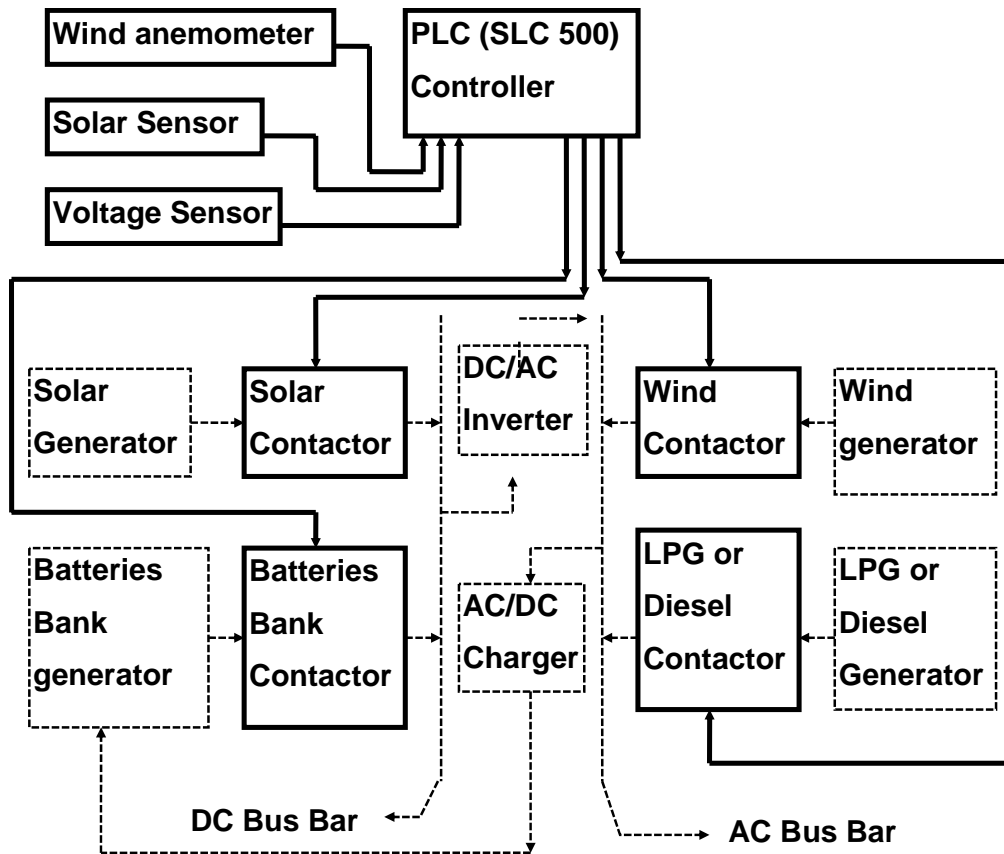 Wind anemometer
PLC (SLC 500)
Controller
Solar Sensor
Voltage Sensor
Solar
Generator
Solar
Contactor
DC/AC
Inverter
Wind
Contactor
Wind
generator
Batteries
Bank
generator
Batteries
Bank
Contactor
AC/DC
Charger
LPG or
Diesel
Contactor
LPG or
Diesel
Generator
DC Bus Bar
AC Bus Bar